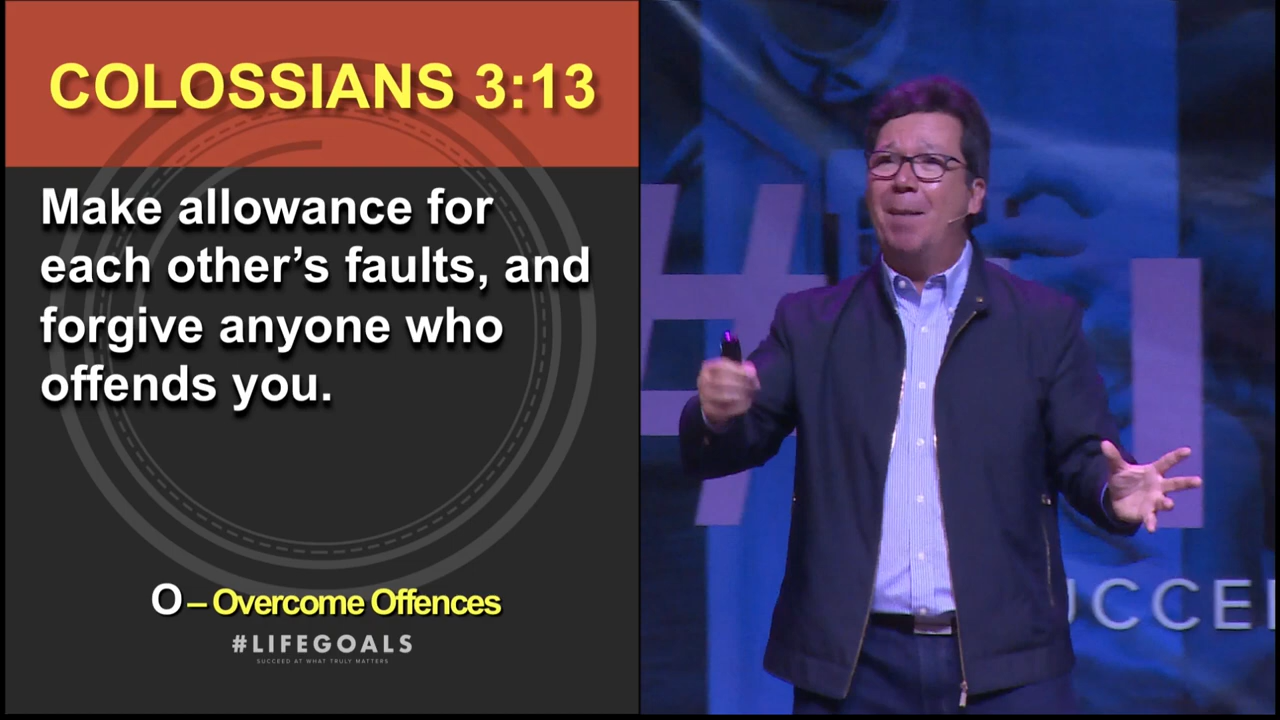 COLOSSIANS 3:13
Make allowance for
each other’s faults, and
forgive anyone who
offends you.
O – Overcome Offences
#LIFEGOALS
SUCCEED AT WHAT TRULY MATTERS
#